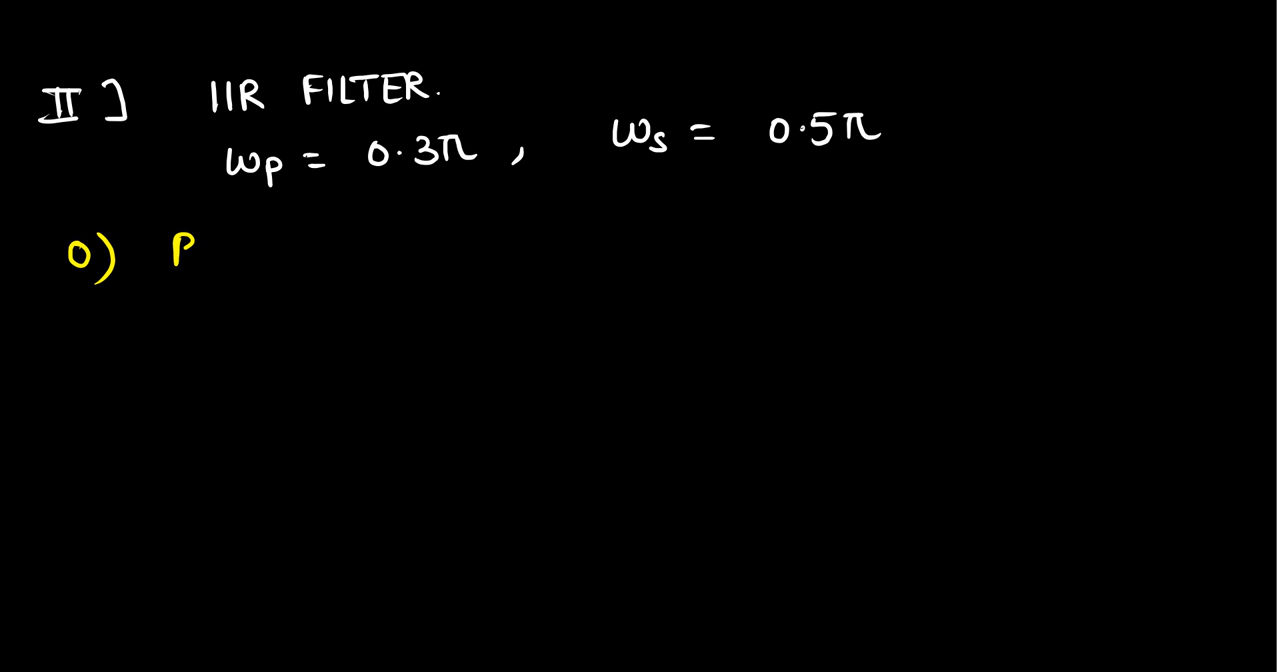 II] IIR FILTER.
ωp = 0.3π, ωs = 0.5π
0) P